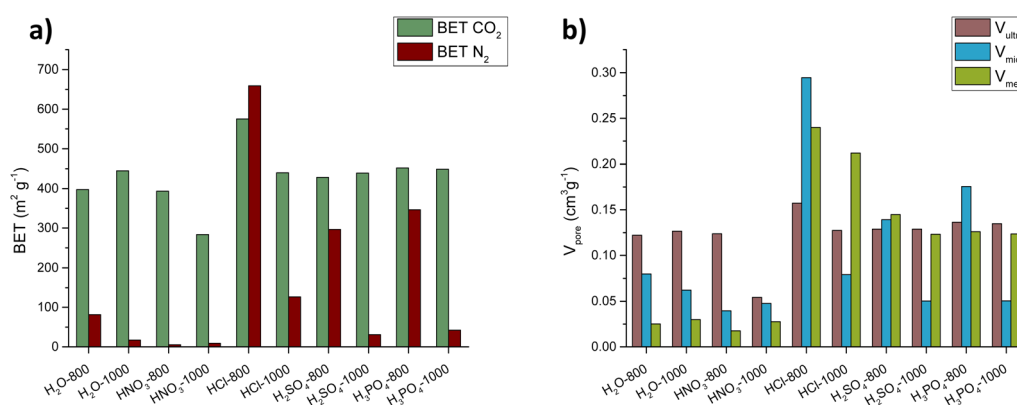 a)
BET CO₂
BET N₂
BET (m² g⁻¹)
700
600
500
400
300
200
100
0
H₂O-800
H₂O-1000
HNO₃-800
HNO₃-1000
HCl-800
HCl-1000
H₂SO₄-800
H₂SO₄-1000
H₃PO₄-800
H₃PO₄-1000
b)
V
V
V
V_pore (cm³g⁻¹)
0.30
0.25
0.20
0.15
0.10
0.05
0.00
H₂O-800
H₂O-1000
HNO₃-800
HNO₃-1000
HCl-800
HCl-1000
H₂SO₄-800
H₂SO₄-1000
H₃PO₄-800
H₃PO₄-1000